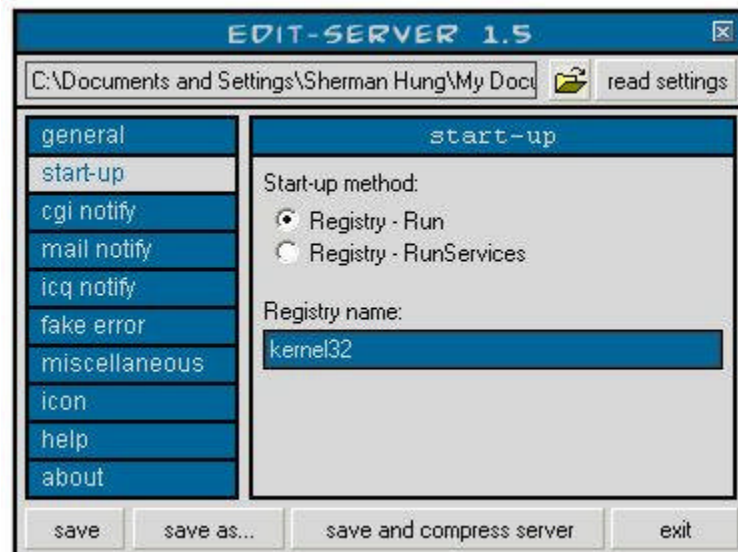 EDIT-SERVER 1.5
C:\Documents and Settings\Sherman Hung\My Docu
read settings
general
start-up
cgi notify
mail notify
icq notify
fake error
miscellaneous
icon
help
about
start-up
Start-up method:
Registry - Run
Registry - RunServices
Registry name:
kernel32
save
save as...
save and compress server
exit